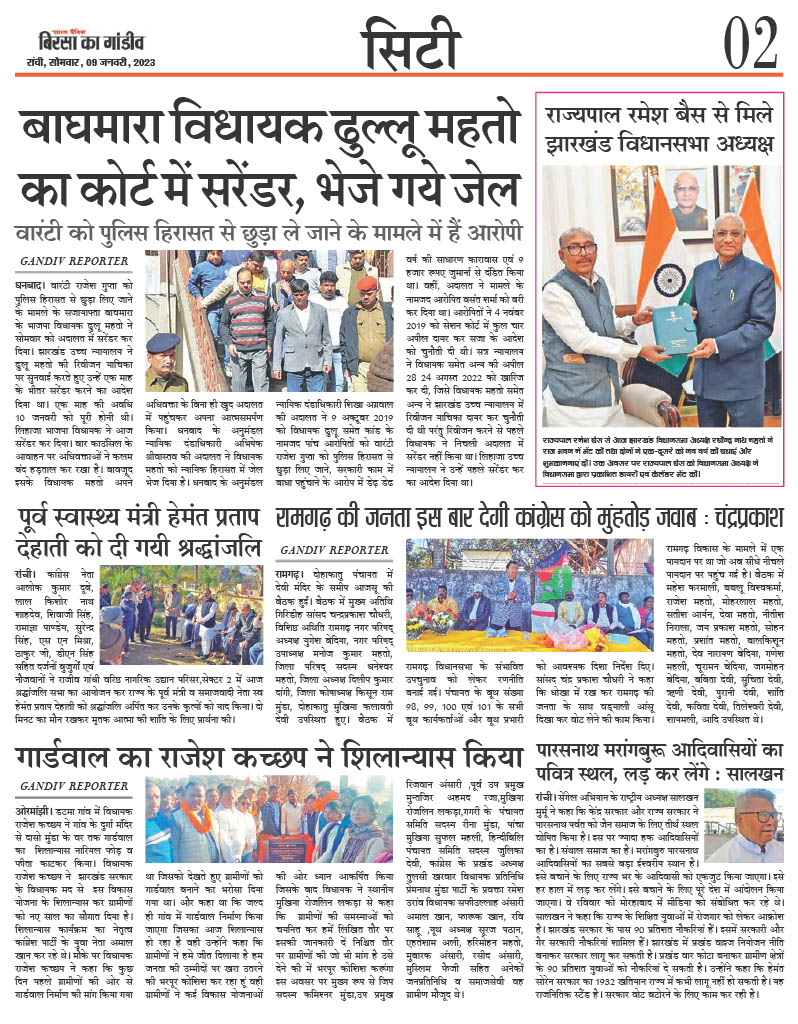 बिरसा का गांडीव
रांची, सोमवार, 09 जनवरी, 2023
सिटी
02
बाघमारा विधायक ढुल्लू महतो
का कोर्ट में सरेंडर, भेजे गये जेल
वारंटी को पुलिस हिरासत से छुड़ा ले जाने के मामले में हैं आरोपी
GANDIV REPORTER
धनबाद। वारंटी राजेश गुप्ता को
पुलिस हिरासत से छुड़ा लिए जाने
के मामले के सजायाफ्ता बाघमारा
के भाजपा विधायक ढुलू महतो ने
सोमवार को अदालत में सरेंडर कर
दिया। झारखंड उच्च न्यायालय ने
ढुलू महतो की रिवीजन याचिका
पर सुनवाई करते हुए उन्हें एक माह
के भीतर सरेंडर करने का आदेश
दिया था। एक माह की अवधि
10 जनवरी को पूरी होनी थी।
लिहाजा भाजपा विधायक ने आज
सरेंडर कर दिया। बार काउंसिल के
आवाहन पर अधिवक्ताओं ने कलम
बंद हड़ताल कर रखा है। बावजूद
इसके विधायक महतो अपने
अधिवक्ता के बिना ही खुद अदालत
में पहुंचकर अपना आत्मसमर्पण
किया। धनबाद के अनुमंडल
न्यायिक दंडाधिकारी अभिषेक
श्रीवास्तव की अदालत ने विधायक
महतो को न्यायिक हिरासत में जेल
भेज दिया है। धनबाद के अनुमंडल
न्यायिक दंडाधिकारी शिखा अग्रवाल
की अदालत ने 9 अक्टूबर 2019
को विधायक ढुलू समेत कांड के
नामजद पांच आरोपितों को वारंटी
राजेश गुप्ता को पुलिस हिरासत से
छुड़ा लिए जाने, सरकारी काम में
बाधा पहुंचाने के आरोप में डेढ़ डेढ़
वर्ष की साधारण कारावास एवं 9
हजार रूपए जुमार्ना से दंडित किया
था। वहीं, अदालत ने मामले के
नामजद आरोपित बसंत शर्मा को बरी
कर दिया था। आरोपितों ने 4 नवंबर
2019 को सेशन कोर्ट में कुल चार
अपील दायर कर सजा के आदेश
को चुनौती दी थी। सत्र न्यायालय
ने विधायक समेत अन्य की अपील
28 24 अगस्त 2022 को खारिज
कर दी, जिसे विधायक महतो समेत
अन्य ने झारखंड उच्च न्यायालय में
रिवीजन याचिका दायर कर चुनौती
दी थी परंतु रिवीजन करने से पहले
विधायक ने निचली अदालत में
सरेंडर नहीं किया था। लिहाजा उच्च
न्यायालय ने उन्हें पहले सरेंडर कर
का आदेश दिया था।
राज्यपाल रमेश बैस से मिले
झारखंड विधानसभा अध्यक्ष
राज्यपाल रमेश बैस से आज झारखंड विधानसभा अध्यक्ष रबीन्द्र नाथ महतो ने
राज भवन में भेंट की तथा दोनों ने एक-दूसरे को नव वर्ष की बधाई और
शुभकामनाएं दीं। उक्त अवसर पर राज्यपाल बैस को विधानसभा अध्यक्ष ने
विधानसभा द्वारा प्रकाशित डायरी एवं कैलेंडर भेंट की।
पूर्व स्वास्थ्य मंत्री हेमंत प्रताप
देहाती को दी गयी श्रद्धांजलि
रांची। कांग्रेस नेता
आलोक कुमार दूबे,
लाल किशोर नाथ
शाहदेव, शिवाजी सिंह,
रामाज्ञा पाण्डेय, सुरेन्द्र
सिंह, एस एन मिश्रा,
ठाकुर जी, डीएन सिंह
सहित दर्जनों बुजुर्गों एवं
नौजवानों ने राजीव गांधी वरिष्ठ नागरिक उद्यान परिसर,सेक्टर 2 में आज
श्रद्धांजलि सभा का आयोजन कर राज्य के पूर्व मंत्री व समाजवादी नेता स्व
हेमंत प्रताप देहाती को श्रद्धांजलि अर्पित कर उनके कृत्यों को याद किया। दो
मिनट का मौन रखकर मृतक आत्मा की शांति के लिए प्रार्थना की।
रामगढ़ की जनता इस बार देगी कांग्रेस को मुंहतोड़ जवाब : चंद्रप्रकाश
GANDIV REPORTER
रामगढ़। दोहाकातु पंचायत में
देवी मंदिर के समीप आजसू की
बैठक हुई। बैठक में मुख्य अतिथि
गिरिडीह सांसद चन्द्रप्रकाश चौधरी,
विशिष्ठ अथिति रामगढ़ नगर परिषद्
अध्यक्ष युगेश बेदिया, नगर परिषद्
उपाध्यक्ष मनोज कुमार महतो,
जिला परिषद् सदस्य धनेश्वर
महतो, जिला अध्यक्ष दिलीप कुमार
दांगी, जिला कोषाध्यक्ष किसून राम
मुंडा, दोहाकातु मुखिया कलावती
देवी उपस्थित हुए। बैठक में
रामगढ़ विधानसभा के संभावित
उपचुनाव को लेकर रणनीति
बनाई गई। पंचायत के बूथ संख्या
98, 99, 100 एवं 101 के सभी
बूथ कार्यकर्ताओं और बूथ प्रभारी
को आवश्यक दिशा निर्देश दिए।
सांसद चंद्र प्रकाश चौधरी ने कहा
कि धोखा में रख कर रामगढ़ की
जनता के साथ घड़्याली आंसू
दिखा कर वोट लेने की काम किया।
रामगढ़ विकास के मामले में एक
पायदान पर था जो अब सीधे नीचले
पायदान पर पहुंच गई है। बैठक में
महेश करमाली, बबलू विश्वकर्मा,
राजेश महतो, मोहरलाल महतो,
सतीश आर्यन, देवा महतो, नीतीश
निराला, जय प्रकाश महतो, सोहन
महतो, प्रशांत महतो, बालकिशून
महतो, देव नारायण बेदिया, गणेश
महली, चुरामन बेदिया, जगमोहन
बेदिया, बबिता देवी, सुचिता देवी,
ऋणी देवी, पुरानी देवी, शांति
देवी, कविता देवी, तिलेश्वरी देवी,
शायमली, आदि उपस्थित थे।
गार्डवाल का राजेश कच्छप ने शिलान्यास किया
GANDIV REPORTER
ओरमांझी। डटमा गांव में विधायक
राजेश कच्छप ने गांव के दुर्गा मंदिर
से दासो मुंडा के घर तक गार्डवाल
का शिलान्यास नारियल फोड़ व
फीता काटकर किया। विधायक
राजेश कच्छप ने झारखंड सरकार
के विधायक मद से इस विकास
योजना के शिलान्यास कर ग्रामीणों
को नए साल का सौगात दिया है।
शिलान्यास कार्यक्रम का नेतृत्व
कांग्रेस पार्टी के युवा नेता अमाल
खान कर रहे थे। मौके पर विधायक
राजेश कच्छप ने कहा कि कुछ
दिन पहले ग्रामीणों की ओर से
गार्डवाल निर्माण की मांग किया गया
था जिसको देखते हुए ग्रामीणों को
गार्डवाल बनाने का भरोसा दिया
गया था। और कहा था कि जल्द
ही गांव में गार्डवाल निर्माण किया
जाएगा जिसका आज शिलान्यास
हो रहा है वही उन्होंने कहा कि
ग्रामीणों ने हमे जीत दिलाया है हम
जनता की उम्मीदों पर खरा उतरने
की भरपूर कोशिश कर रहा हूं वही
ग्रामीणों ने कई विकास योजनाओं
की ओर ध्यान आकर्षित किया
जिसके बाद विधायक ने स्थानीय
मुखिया रोजलिन लकड़ा से कहा
कि ग्रामीणों की समस्याओं को
चयनित कर हमें लिखित तौर पर
इसकी जानकारी दें निश्चित तौर
पर ग्रामीणों की जो भी मांग है उसे
देने की में भरपूर कोशिश करूंगा
इस अवसर पर मुख्य रूप से जिप
सदस्य कमिश्नर मुंडा,उप प्रमुख
रिजवान अंसारी ,पूर्व उप प्रमुख
मुन्तजिर अहमद रजा,मुखिया
रोजलिन लकड़ा,गगरी के पंचायत
समिति सदस्य रीना मुंडा, पांचा
मुखिया सुफल महली, हिन्दीबिलि
पंचायत समिति सदस्य जुलिका
देवी, कांग्रेस के प्रखंड अध्यक्ष
तुलसी खरवार विधायक प्रतिनिधि
प्रेमनाथ मुंडा पार्टी के प्रवक्ता रमेश
उरांव विधायक सफीउल्लाह अंसारी
अमाल खान, फारूक खान, रवि
साहू ,बूथ अध्यक्ष सूरज पठान,
एहतेशाम अली, हरिमोहन महतो,
मुबारक अंसारी, रसीद अंसारी,
मुस्लिम फैजी सहित अनेकों
जनप्रतिनिधि व समाजसेवी वह
ग्रामीण मौजूद थे।
पारसनाथ मरांगबुरू आदिवासियों का
पवित्र स्थल, लड़ कर लेंगे : सालखन
रांची। सेंगेल अभियान के राष्ट्रीय अध्यक्ष सालखन
मुर्मू ने कहा कि केंद्र सरकार और राज्य सरकार ने
पारसनाथ पर्वत को जैन समाज के लिए तीर्थ स्थल
घोषित किया है। इस पर ज्यादा हक आदिवासियों
का है। संथाल समाज का है। मरांगबुरु पारसनाथ
आदिवासियों का सबसे बड़ा ईश्वरीय स्थान है।
इसे बचाने के लिए राज्य भर के आदिवासी को एकजुट किया जाएगा। इसे
हर हाल में लड़ कर लेंगे। इसे बचाने के लिए पूरे देश में आंदोलन किया
जाएगा। वे रविवार को मोरहाबाद में मीडिया को संबोधित कर रहे थे।
सालखन ने कहा कि राज्य के शिक्षित युवाओं में रोजगार को लेकर आक्रोश
है। झारखंड सरकार के पास 90 प्रतिशत नौकरियां हैं। इसमें सरकारी और
गैर सरकारी नौकरियां शामिल हैं। झारखंड में प्रखंड वाइज नियोजन नीति
बनाकर सरकार लागू कर सकती है। प्रखंड वार कोटा बनाकर ग्रामीण क्षेत्रों
के 90 प्रतिशत युवाओं को नौकरियां दे सकती है। उन्होंने कहा कि हेमंत
सोरेन सरकार का 1932 खतियान राज्य में कभी लागू नहीं हो सकती है। यह
राजनितिक स्टैंड है। सरकार वोट बटोरने के लिए काम कर रही है।